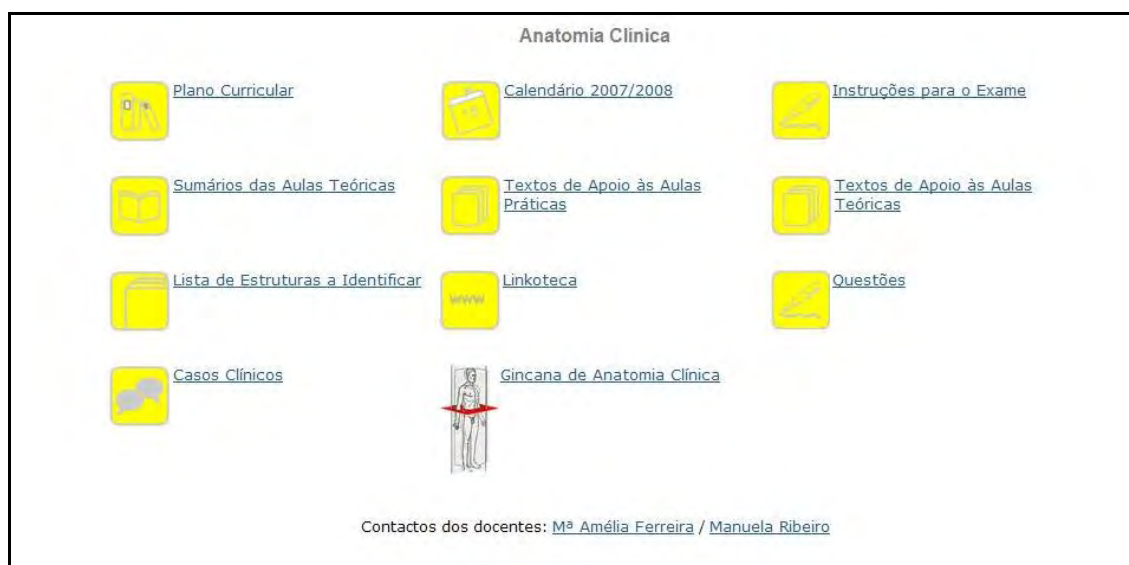 Anatomia Clinica
Plano Curricular
Calendário 2007/2008
Instruções para o Exame
Sumários das Aulas Teóricas
Textos de Apoio às Aulas
Práticas
Textos de Apoio às Aulas
Teóricas
Lista de Estruturas a Identificar
www
Linkoteca
Questões
Casos Clínicos
Gincana de Anatomia Clínica
Contactos dos docentes: Mª Amélia Ferreira / Manuela Ribeiro